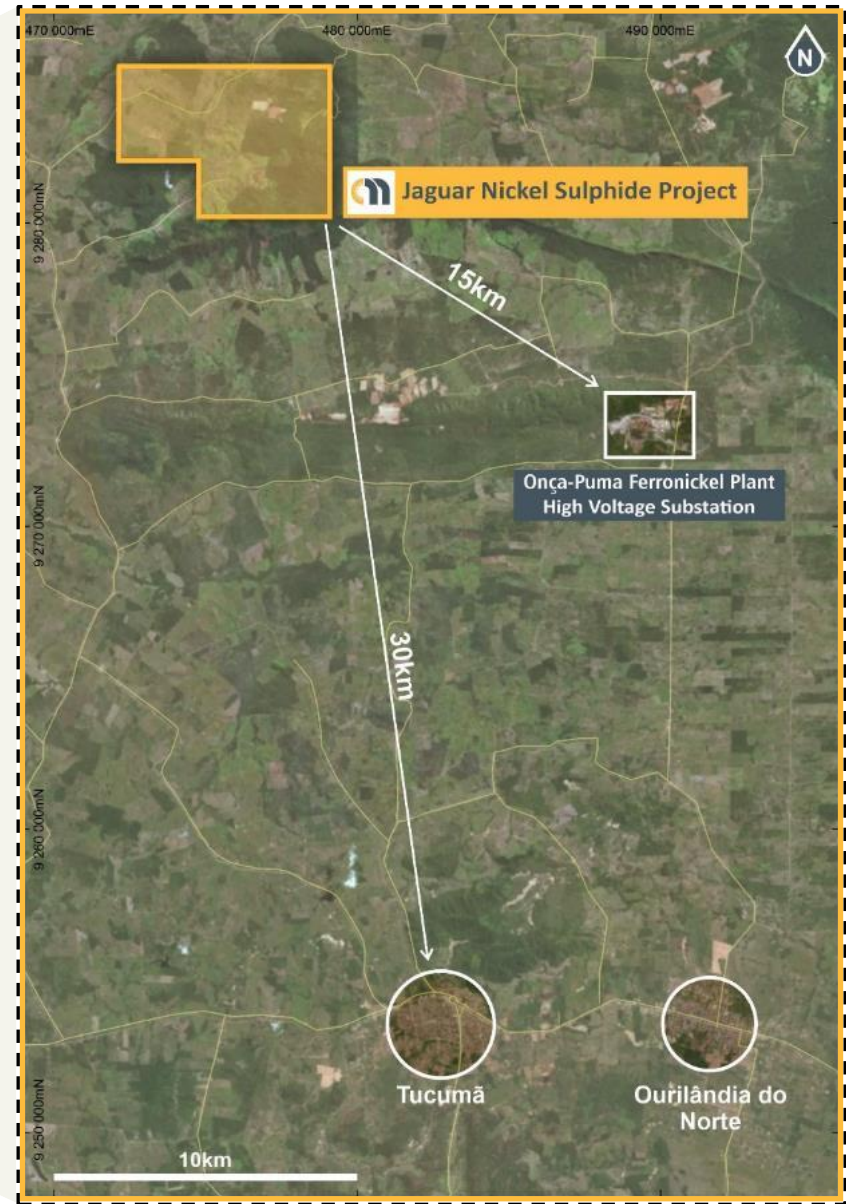 470 000mE
480 000mE
490 000mE
N
Jaguar Nickel Sulphide Project
9 280 000mN
15km
Onça-Puma Ferronickel Plant
High Voltage Substation
9 270 000mN
30km
9 260 000mN
Tucumã
Ourilândia do
Norte
9 250 000mN
10km